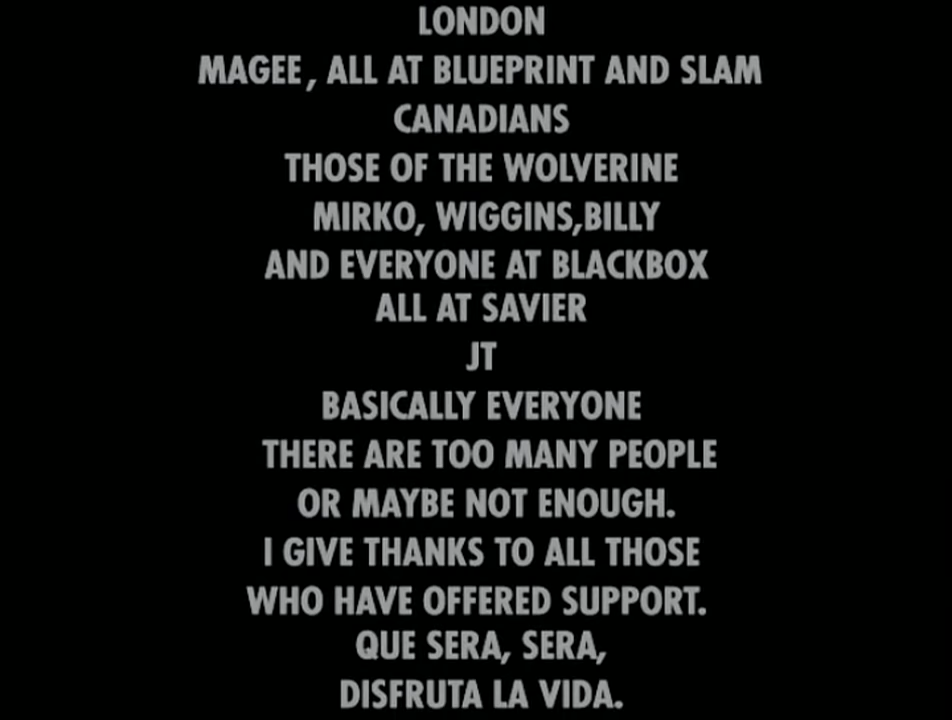 LONDON
MAGEE, ALL AT BLUEPRINT AND SLAM
CANADIANS
THOSE OF THE WOLVERINE
MIRKO, WIGGINS,BILLY
AND EVERYONE AT BLACKBOX
ALL AT SAVIER
JT
BASICALLY EVERYONE
THERE ARE TOO MANY PEOPLE
OR MAYBE NOT ENOUGH.
I GIVE THANKS TO ALL THOSE
WHO HAVE OFFERED SUPPORT.
QUE SERA, SERA,
DISFRUTA LA VIDA.